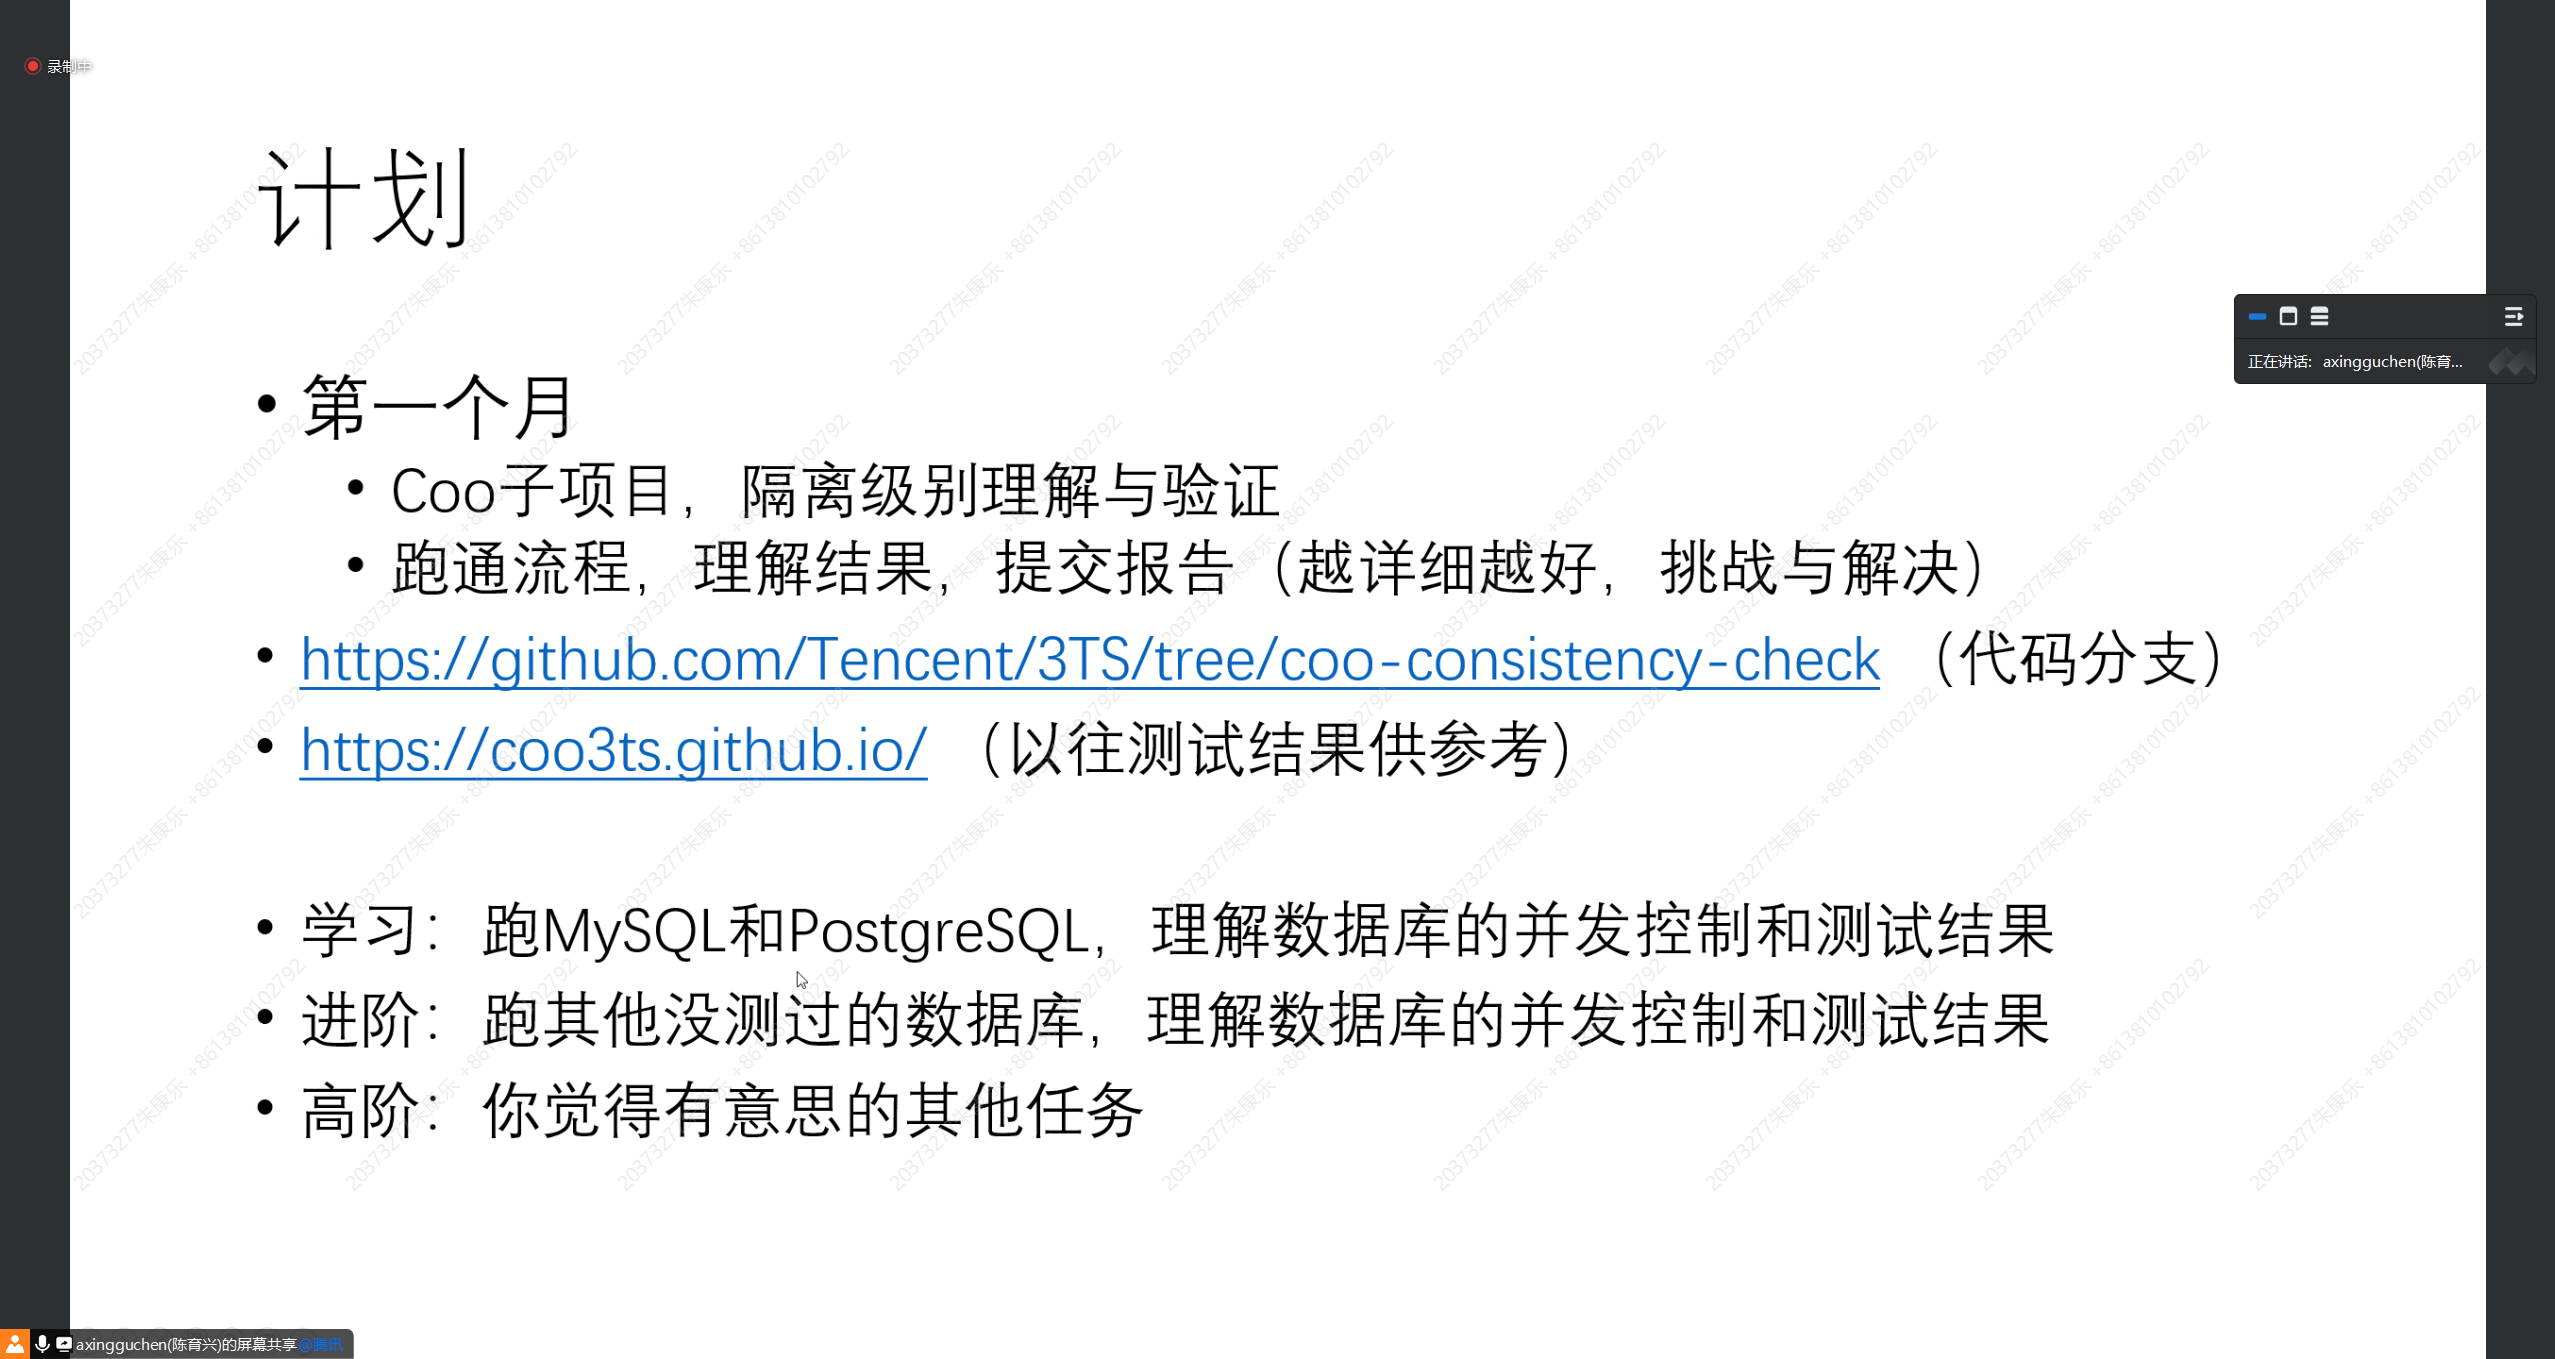 录制中
计划
正在讲话: axingguchen(陈育...
• 第一个月
• Coo子项目，隔离级别理解与验证
• 跑通流程，理解结果，提交报告（越详细越好，挑战与解决）
• https://github.com/Tencent/3TS/tree/coo-consistency-check （代码分支）
• https://coo3ts.github.io/ （以往测试结果供参考）
• 学习：跑MySQL和PostgreSQL，理解数据库的并发控制和测试结果
• 进阶：跑其他没测过的数据库，理解数据库的并发控制和测试结果
• 高阶：你觉得有意思的其他任务
axingguchen(陈育兴)的屏幕共享@腾讯
20373277朱康乐 +8613810102792